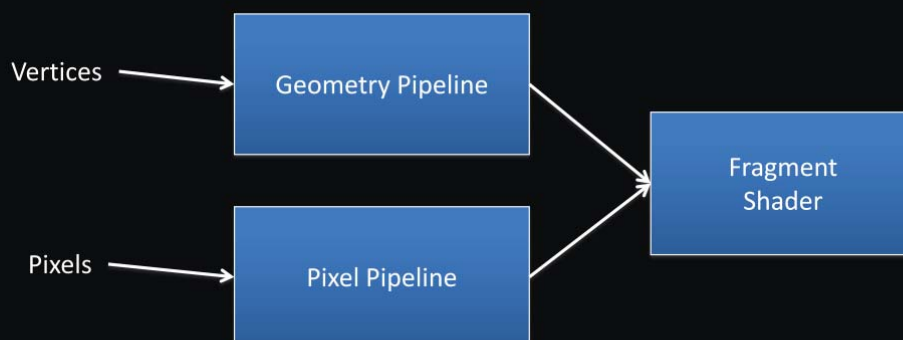 Vertices
Geometry Pipeline
Fragment
Shader
Pixels
Pixel Pipeline